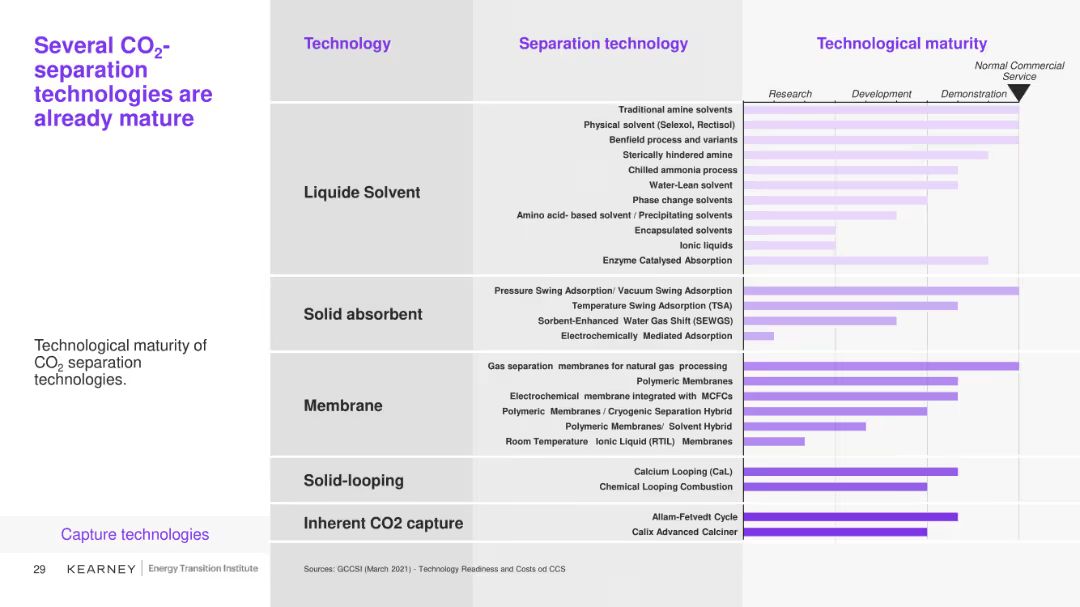 Several CO2-
separation
technologies are
already mature
Technology
Separation technology
Technological maturity
Normal Commercial
Service
Research
Development
Demonstration
Liquide Solvent
Traditional amine solvents
Physical solvent (Selexol, Rectisol)
Benfield process and variants
Sterically hindered amine
Chilled ammonia process
Water-Lean solvent
Phase change solvents
Amino acid- based solvent / Precipitating solvents
Encapsulated solvents
Ionic liquids
Enzyme Catalysed Absorption
Solid absorbent
Pressure Swing Adsorption/ Vacuum Swing Adsorption
Temperature Swing Adsorption (TSA)
Sorbent-Enhanced Water Gas Shift (SEWGS)
Electrochemically Mediated Adsorption
Technological maturity of
CO2 separation
technologies.
Membrane
Gas separation membranes for natural gas processing
Polymeric Membranes
Electrochemical membrane integrated with MCFCs
Polymeric Membranes / Cryogenic Separation Hybrid
Polymeric Membranes/ Solvent Hybrid
Room Temperature Ionic Liquid (RTIL) Membranes
Solid-looping
Calcium Looping (CaL)
Chemical Looping Combustion
Inherent CO2 capture
Allam-Fetvedt Cycle
Calix Advanced Calciner
Capture technologies
29 KEARNEY Energy Transition Institute
Sources: GCCSI (March 2021) - Technology Readiness and Costs od CCS